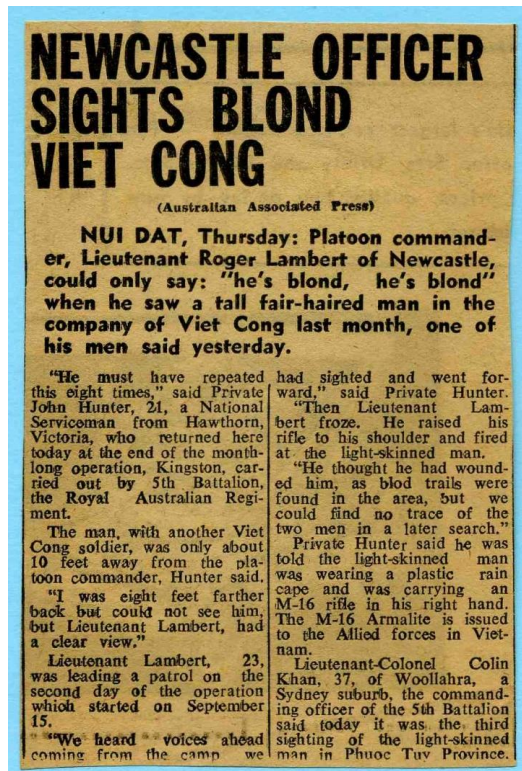 NEWCASTLE OFFICER
SIGHTS BLOND
VIET CONG
(Australian Associated Press)
NUI DAT, Thursday: Platoon command-
er, Lieutenant Roger Lambert of Newcastle,
could only say: "he's blond, he's blond"
when he saw a tall fair-haired man in the
company of Viet Cong last month, one of
his men said yesterday.
"He must have repeated
this eight times," said Private
John Hunter, 21, a National
Serviceman from Hawthorn,
Victoria, who returned here
today at the end of the month-
long operation, Kingston, car-
ried out by 5th Battalion,
the Royal Australian Regi-
ment.
The man, with another Viet
Cong soldier, was only about
10 feet away from the pla-
toon commander, Hunter said.
"I was eight feet farther
back but could not see him,
but Lieutenant Lambert, had
a clear view."
Lieutenant Lambert, 23,
was leading a patrol on the
second day of the operation
which started on September
15.
"We heard voices ahead
coming from the camp we
had sighted and went for-
ward," said Private Hunter.
"Then Lieutenant Lam-
bert froze. He raised his
rifle to his shoulder and fired
at the light-skinned man.
"He thought he had wound-
ed him, as blod trails were
found in the area, but we
could find no trace of the
two men in a later search."
Private Hunter said he was
told the light-skinned man
was wearing a plastic rain
cape and was carrying an
M-16 rifle in his right hand.
The M-16 Armalite is issued
to the Allied forces in Viet-
nam.
Lieutenant-Colonel Colin
Khan, 37, of Woollahra, a
Sydney suburb, the command-
ing officer of the 5th Battalion
said today it was the third
sighting of the light-skinned
man in Phuoc Tuy Province.